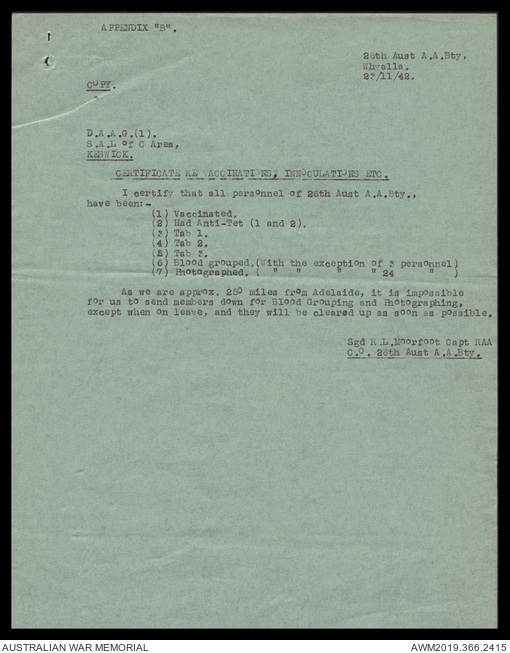 APPENDIX "B".
26th Aust A.A.Bty,
Whyalla.
23/11/42.
COPY.
D.A.A.G.(1).
S.A.L of C Area,
KESWICK.
CERTIFICATE RE ACCINATIONS, INNOCULATIONS ETC.
I certify that all personnel of 26th Aust A.A.Bty.,
have been:-
(1) Vaccinated.
(2) Had Anti-Tet (1 and 2).
(3) Tab 1.
(4) Tab 2.
(5) Tab 3.
(6) Blood grouped.(With the exception of 3 personnel)
(7) Photographed. ( " " " " 24 " )
As we are approx. 250 miles from Adelaide, it is impossible
for us to send members down for Blood Grouping and Photographing,
except when on leave, and they will be cleared up as soon as possible.
Sgd R.L.Moorfoot Capt RAA
C.O. 26th Aust A.A.Bty.
AUSTRALIAN WAR MEMORIAL
AWM2019.366.2415